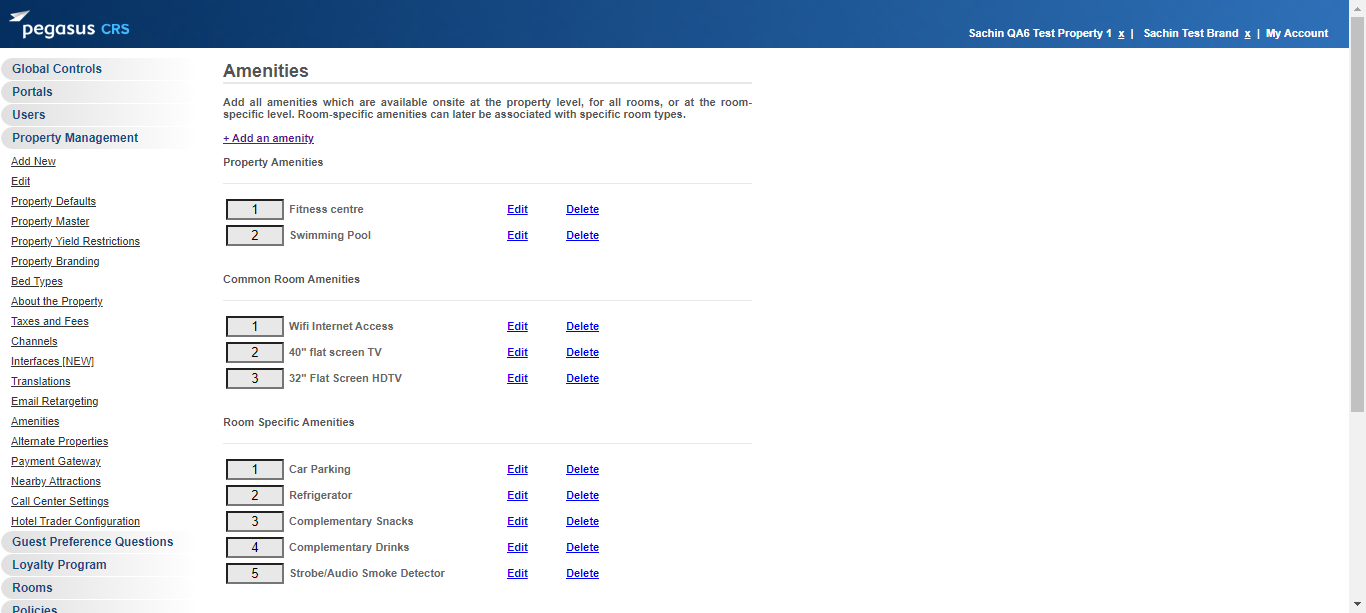 pegasus CRS
Sachin QA6 Test Property 1 x | Sachin Test Brand x | My Account
Global Controls
Portals
Users
Property Management
Add New
Edit
Property Defaults
Property Master
Property Yield Restrictions
Property Branding
Bed Types
About the Property
Taxes and Fees
Channels
Interfaces [NEW]
Translations
Email Retargeting
Amenities
Alternate Properties
Payment Gateway
Nearby Attractions
Call Center Settings
Hotel Trader Configuration
Guest Preference Questions
Loyalty Program
Rooms
Policies
Amenities
Add all amenities which are available onsite at the property level, for all rooms, or at the room-
specific level. Room-specific amenities can later be associated with specific room types.
+ Add an amenity
Property Amenities
1 Fitness centre Edit Delete
2 Swimming Pool Edit Delete
Common Room Amenities
1 Wifi Internet Access Edit Delete
2 40" flat screen TV Edit Delete
3 32" Flat Screen HDTV Edit Delete
Room Specific Amenities
1 Car Parking Edit Delete
2 Refrigerator Edit Delete
3 Complementary Snacks Edit Delete
4 Complementary Drinks Edit Delete
5 Strobe/Audio Smoke Detector Edit Delete